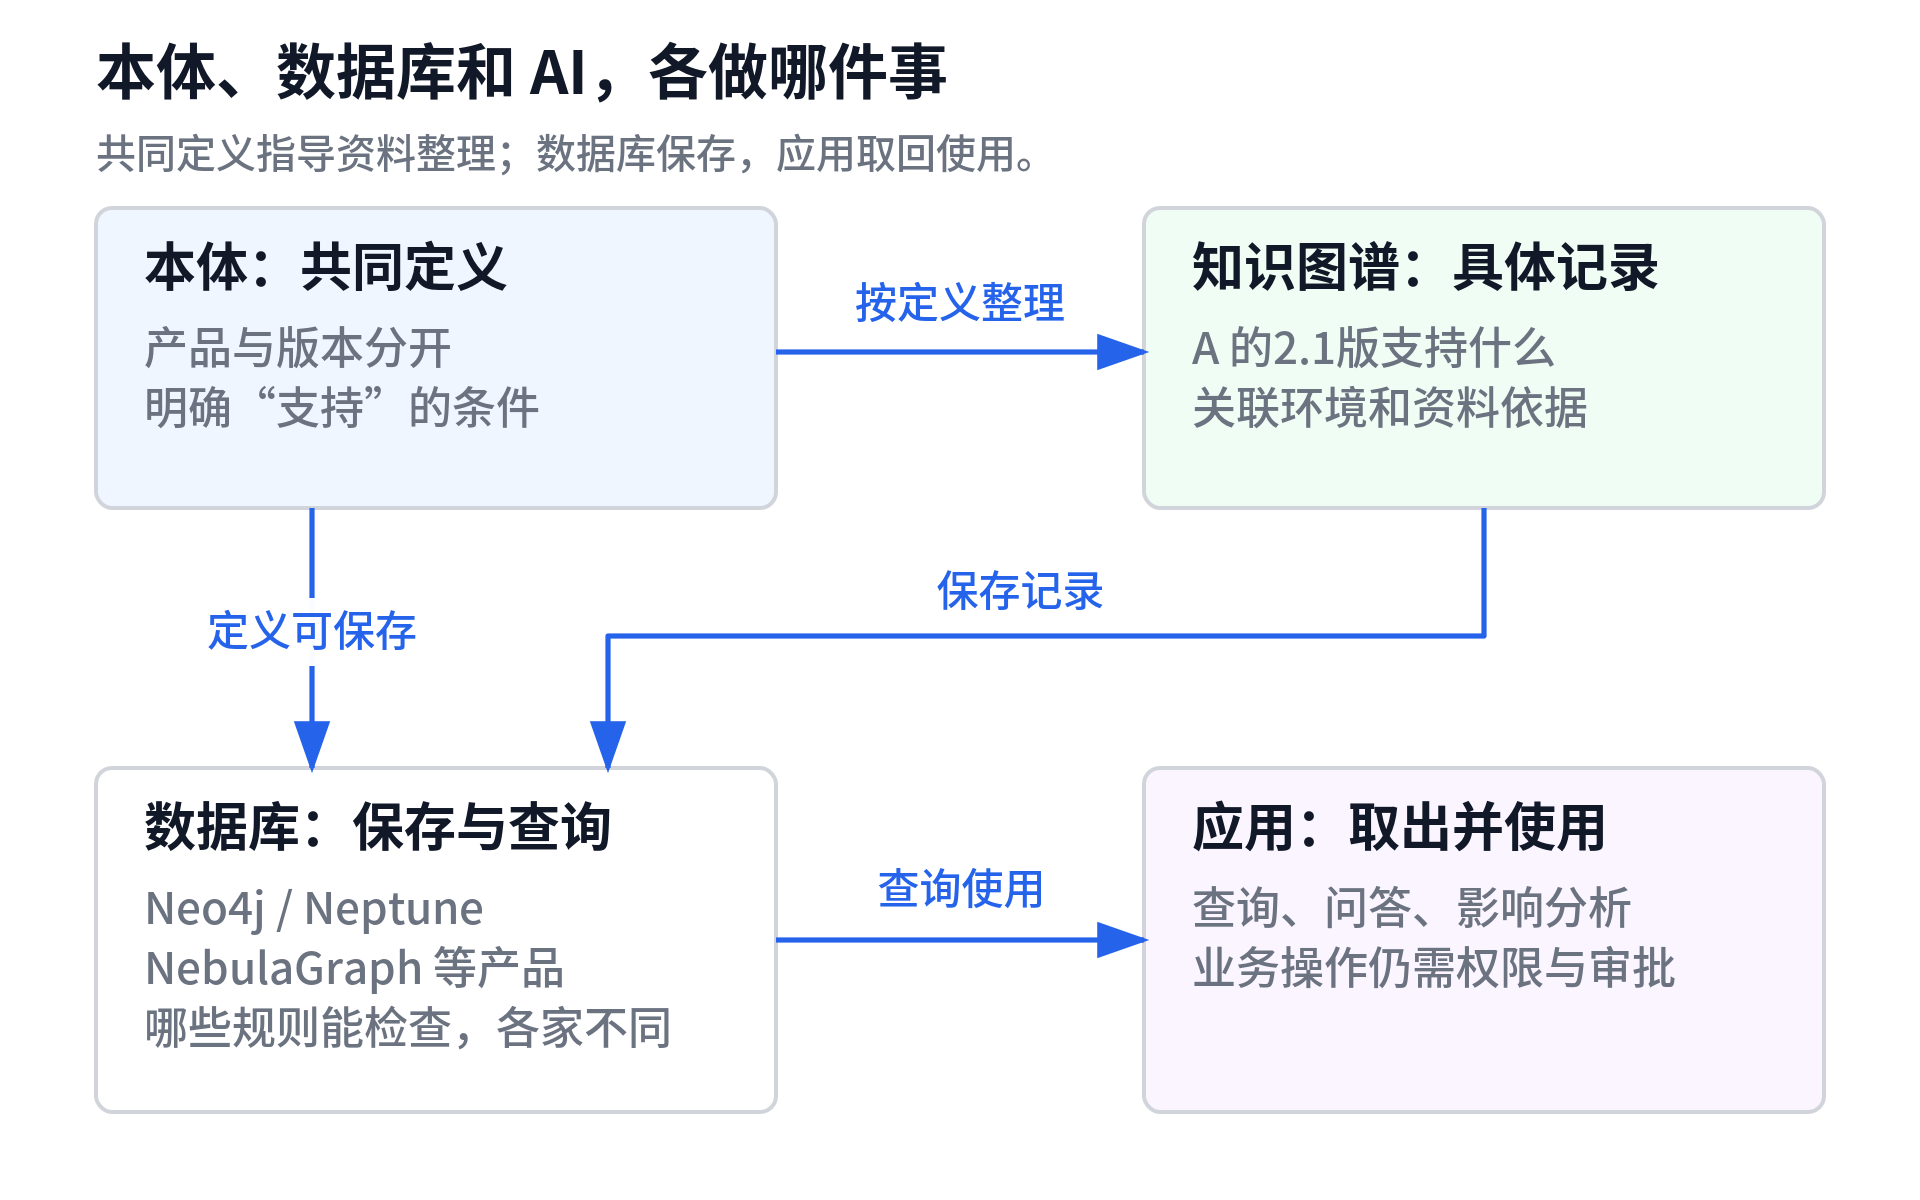 本体、数据库和 AI，各做哪件事
共同定义指导资料整理；数据库保存，应用取回使用。
本体：共同定义
产品与版本分开
明确“支持”的条件
按定义整理
知识图谱：具体记录
A 的2.1版支持什么
关联环境和资料依据
定义可保存
保存记录
数据库：保存与查询
Neo4j / Neptune
NebulaGraph 等产品
哪些规则能检查，各家不同
查询使用
应用：取出并使用
查询、问答、影响分析
业务操作仍需权限与审批